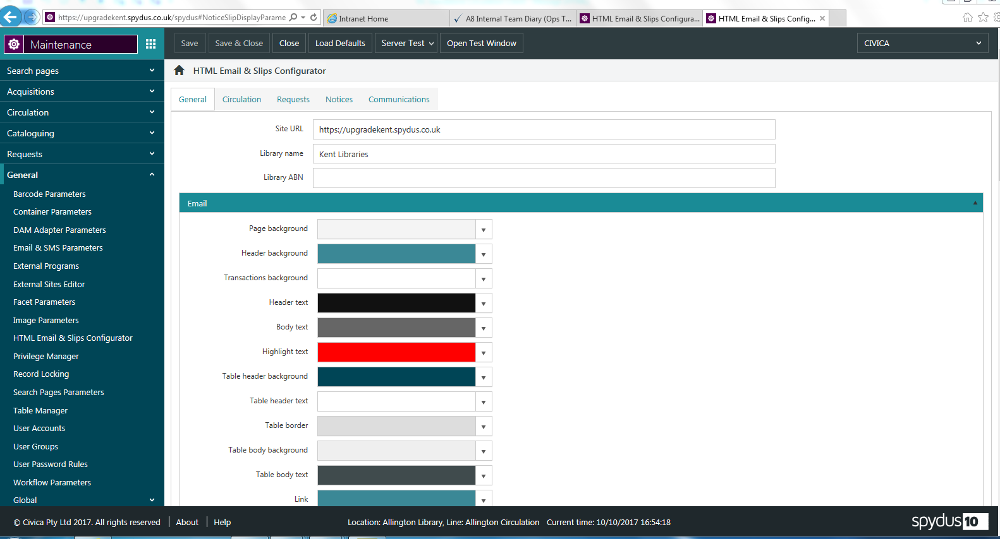 https://upgradekent.spydus.co.uk/spydus#NoticeSlipDisplayParame
Intranet Home
A8 Internal Team Diary (Ops T...
HTML Email & Slips Configura...
HTML Email & Slips Config...
Maintenance
Save
Save & Close
Close
Load Defaults
Server Test
Open Test Window
CIVICA
Search pages
Acquisitions
Circulation
Cataloguing
Requests
General
Barcode Parameters
Container Parameters
DAM Adapter Parameters
Email & SMS Parameters
External Programs
External Sites Editor
Facet Parameters
Image Parameters
HTML Email & Slips Configurator
Privilege Manager
Record Locking
Search Pages Parameters
Table Manager
User Accounts
User Groups
User Password Rules
Workflow Parameters
Global
HTML Email & Slips Configurator
General
Circulation
Requests
Notices
Communications
Site URL
https://upgradekent.spydus.co.uk
Library name
Kent Libraries
Library ABN
Email
Page background
Header background
Transactions background
Header text
Body text
Highlight text
Table header background
Table header text
Table border
Table body background
Table body text
Link
© Civica Pty Ltd 2017. All rights reserved
About
Help
Location: Allington Library, Line: Allington Circulation
Current time: 10/10/2017 16:54:18
spydus10